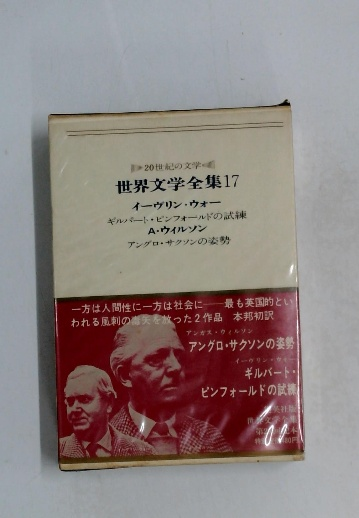 20世紀の文学
世界文学全集17
イーヴリン・ウォー
ギルバート・ピンフォールドの試練
A・ウィルソン
アングロ・サクソンの姿勢
一方は人間性に一方は社会に——最も英国的とい
われる風刺の毒矢を放った2作品 本邦初訳
アンガス・ウィルソン
アングロ・サクソンの姿勢
イーヴリン・ウォー
ギルバート・
ピンフォールドの試練